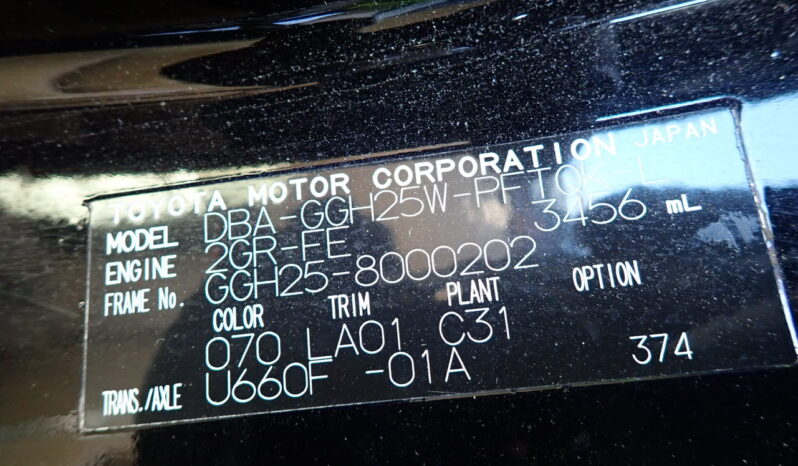 TOYOTA MOTOR CORPORATION JAPAN
MODEL DBA-GGH25W-PFTQK L
ENGINE 2GR-FE 3456 mL
FRAME No. GGH25-8000202
COLOR TRIM PLANT OPTION
070 LA01 C31
TRANS./AXLE U660F -01A 374